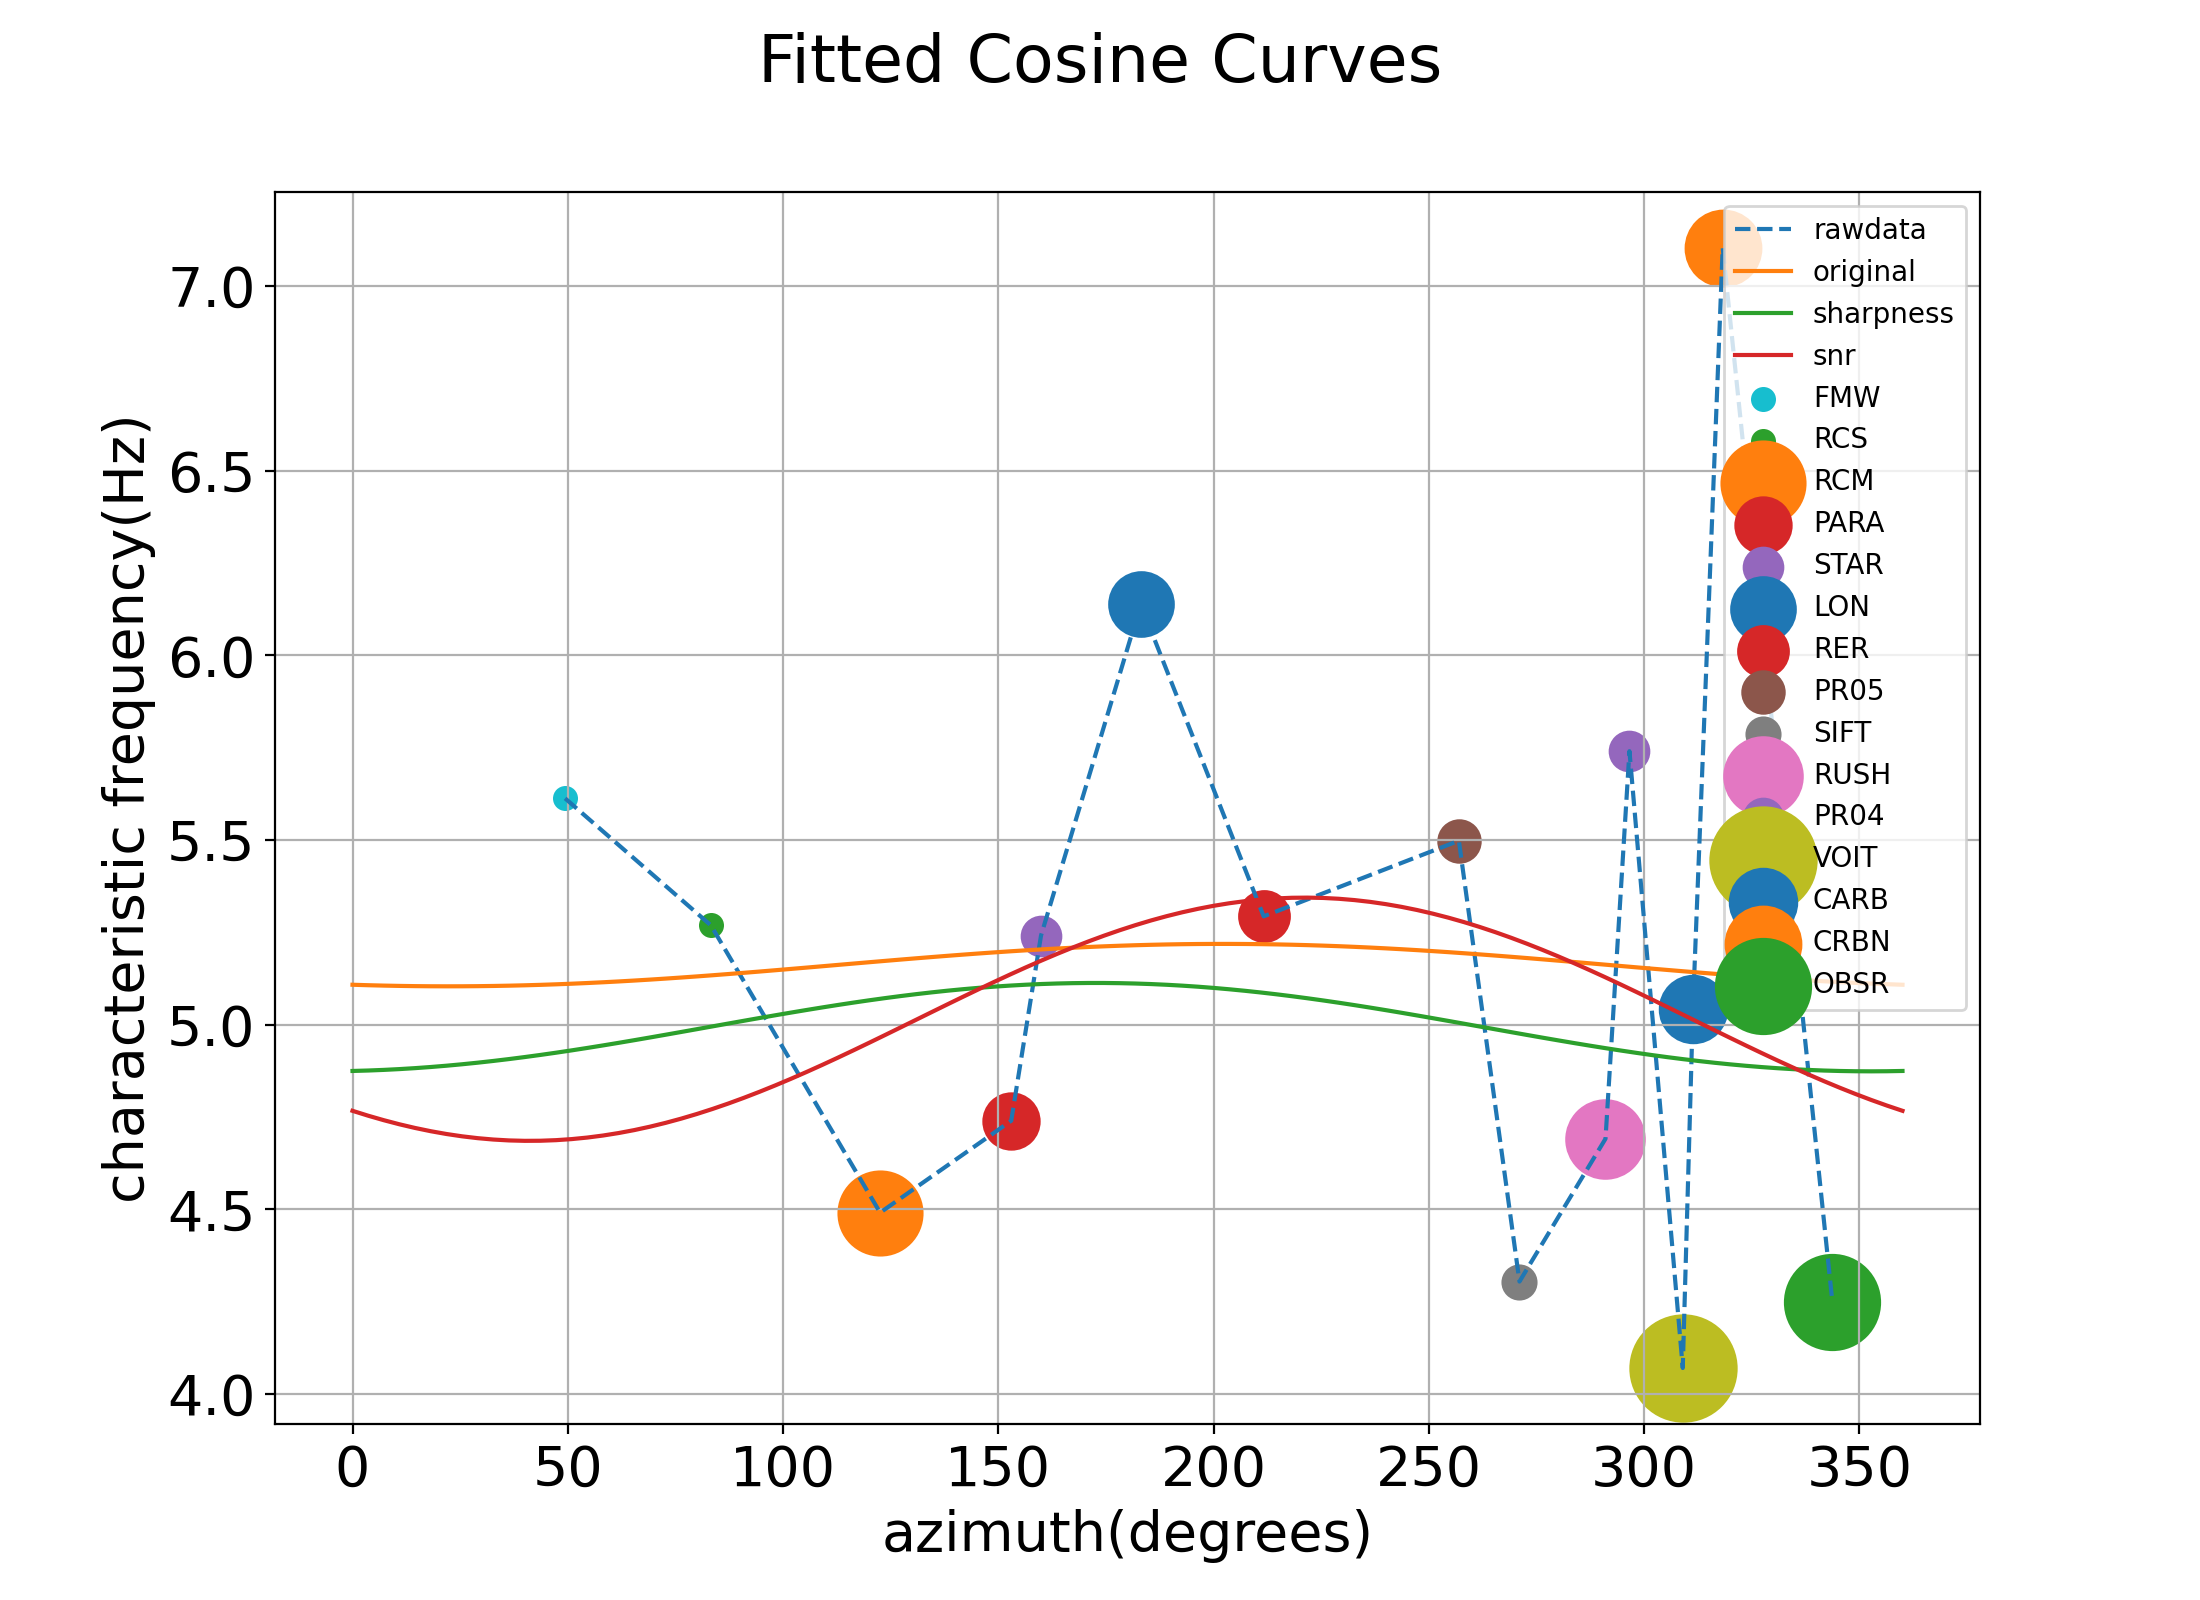 Fitted Cosine Curves
characteristic frequency(Hz)
7.0
6.5
6.0
5.5
5.0
4.5
4.0
rawdata
original
sharpness
snr
FMW
RCS
RCM
PARA
STAR
LON
RER
PR05
SIFT
RUSH
PR04
VOIT
CARB
CRBN
OBSR
0 50 100 150 200 250 300 350
azimuth(degrees)